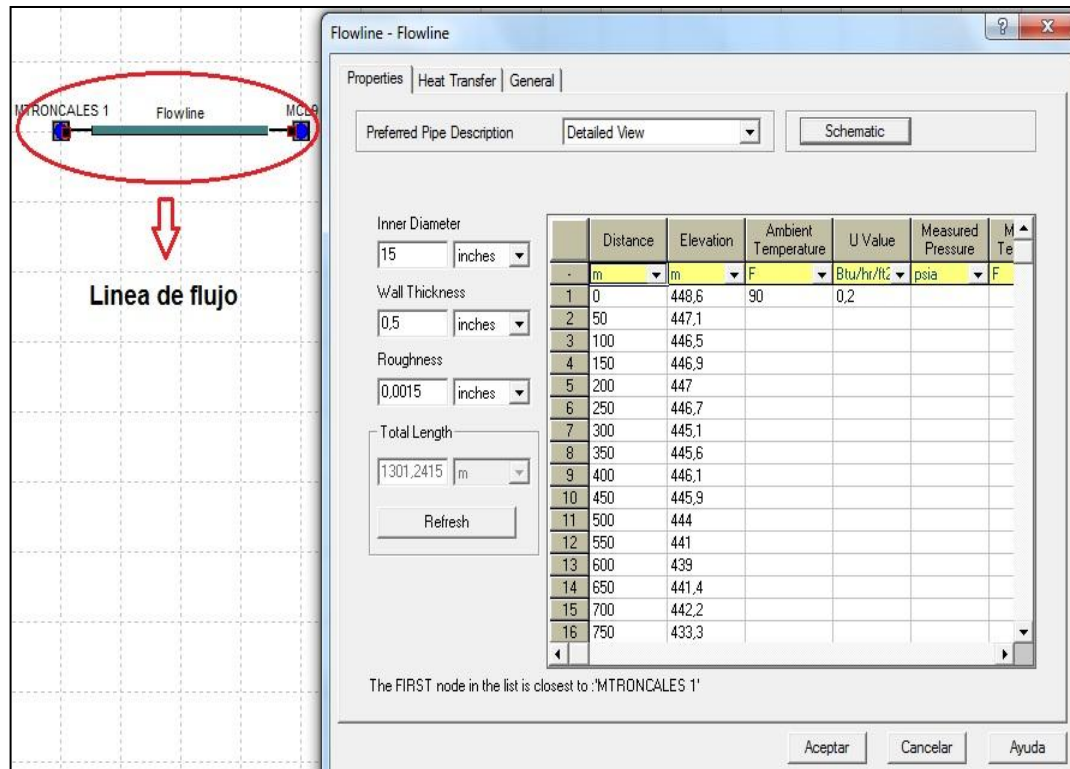 Flowline - Flowline
Properties Heat Transfer General
MTRONCALES 1 Flowline
Linea de flujo
Preferred Pipe Description Detailed View Schematic
Inner Diameter
15 inches
Wall Thickness
0,5 inches
Roughness
0,0015 inches
Total Length
1301,2415 m
Refresh
Distance Elevation Ambient Temperature U Value Measured Pressure
m m F Btu/hr/ft2 psia F
1 0 448,6 90 0,2
2 50 447,1
3 100 446,5
4 150 446,9
5 200 447
6 250 446,7
7 300 445,1
8 350 445,6
9 400 446,1
10 450 445,9
11 500 444
12 550 441
13 600 439
14 650 441,4
15 700 442,2
16 750 433,3
The FIRST node in the list is closest to :'MTRONCALES 1'
Aceptar Cancelar Ayuda